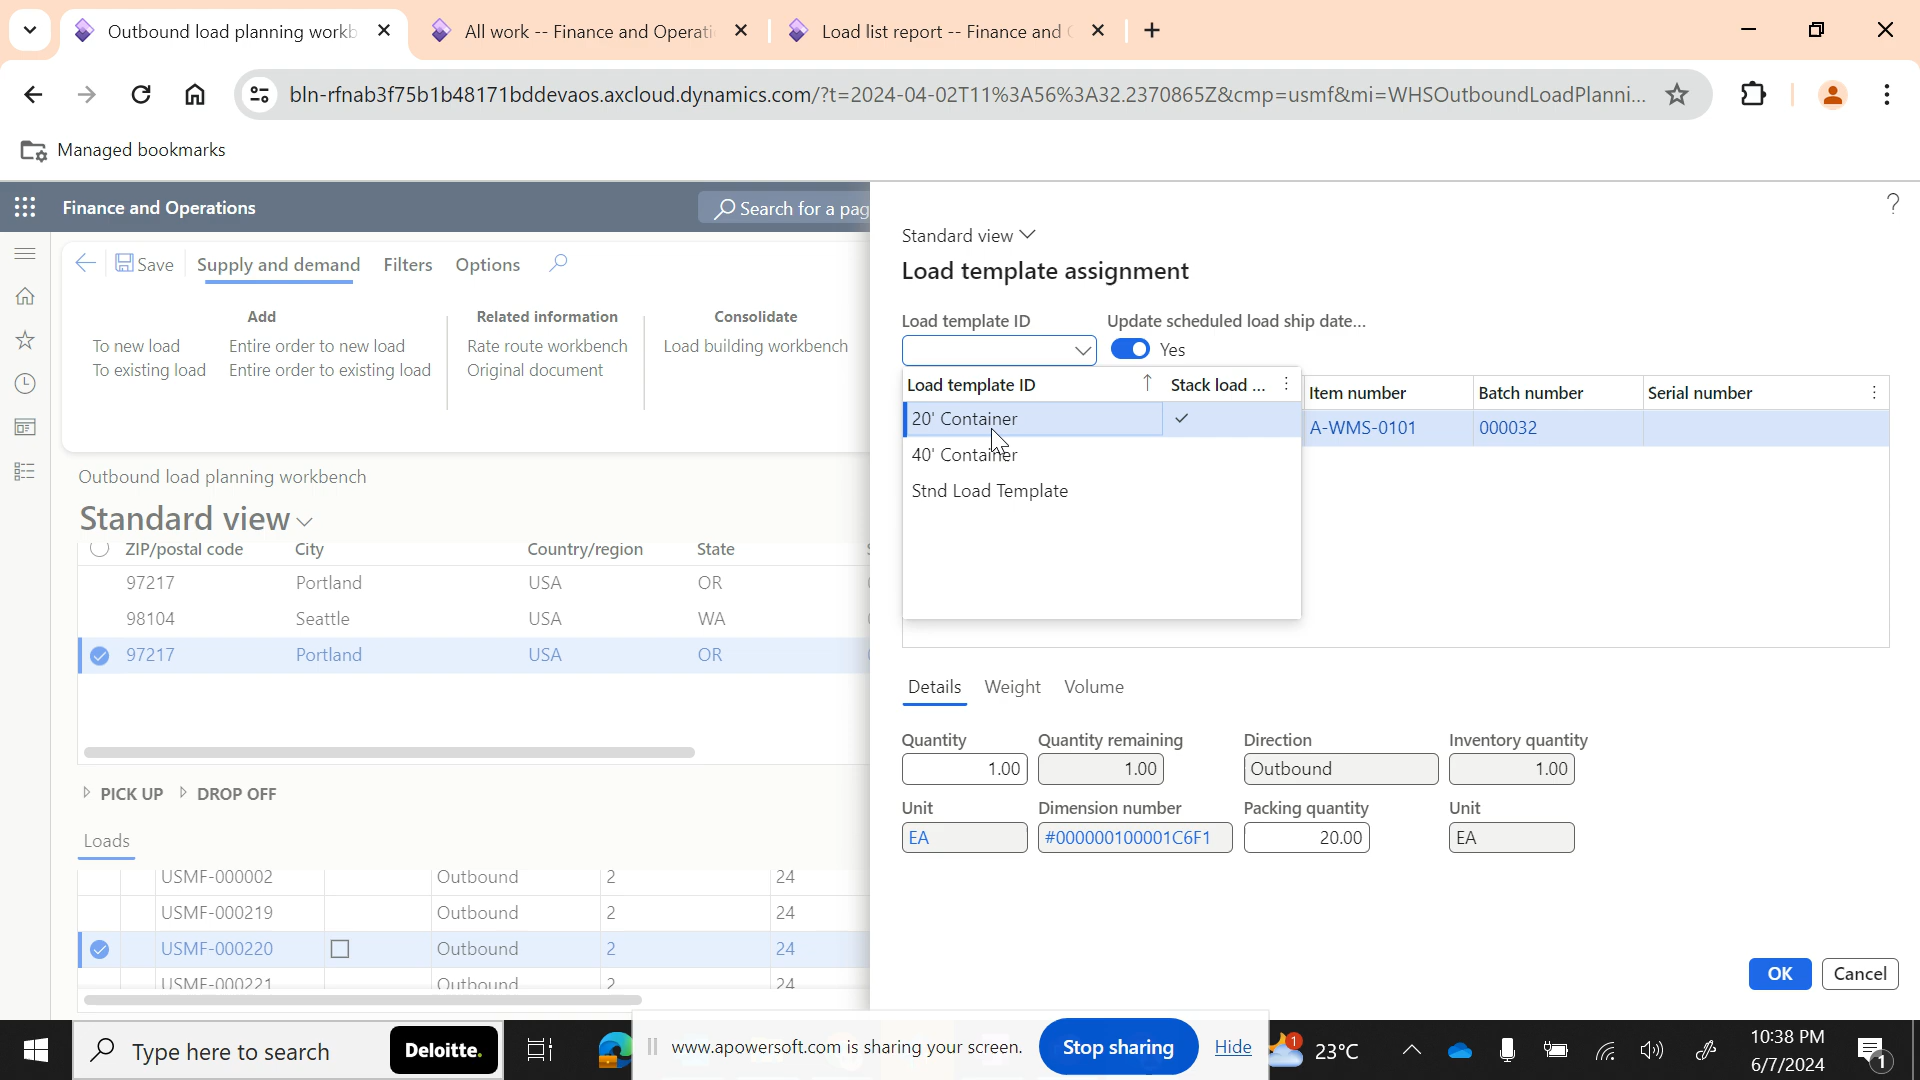 Outbound load planning workb
All work -- Finance and Operati
Load list report -- Finance and
bln-rfnab3f75b1b48171bddevaos.axcloud.dynamics.com/?t=2024-04-02T11%3A56%3A32.2370865Z&cmp=usmf&mi=WHSOutboundLoadPlanni...
Managed bookmarks
Finance and Operations
Search for a pag
Save
Supply and demand
Filters
Options
Add
Related information
Consolidate
To new load
Entire order to new load
Rate route workbench
Load building workbench
To existing load
Entire order to existing load
Original document
Outbound load planning workbench
Standard view
ZIP/postal code City Country/region State
97217 Portland USA OR
98104 Seattle USA WA
97217 Portland USA OR
PICK UP DROP OFF
Loads
USMF-000002 Outbound 2 24
USMF-000219 Outbound 2 24
USMF-000220 Outbound 2 24
USMF-000221 Outbound 2 24
?
Standard view
Load template assignment
Load template ID
Update scheduled load ship date...
Yes
Load template ID Stack load ...
20' Container
40' Container
Stnd Load Template
Item number Batch number Serial number
A-WMS-0101 000032
Details Weight Volume
Quantity Quantity remaining Direction Inventory quantity
1.00 1.00 Outbound 1.00
Unit Dimension number Packing quantity Unit
EA #000000100001C6F1 20.00 EA
OK Cancel
Type here to search
Deloitte.
www.apowersoft.com is sharing your screen.
Stop sharing
Hide
1
23°C
10:38 PM
6/7/2024
1